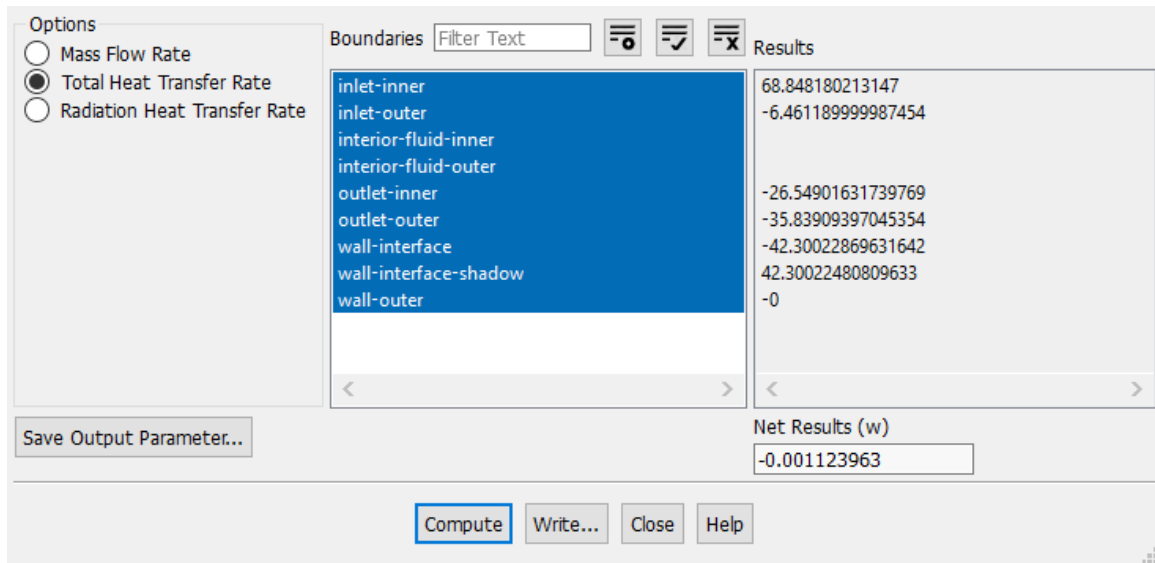 Options
Mass Flow Rate
Total Heat Transfer Rate
Radiation Heat Transfer Rate
Save Output Parameter...
Boundaries Filter Text
inlet-inner
inlet-outer
interior-fluid-inner
interior-fluid-outer
outlet-inner
outlet-outer
wall-interface
wall-interface-shadow
wall-outer
Results
68.848180213147
-6.461189999987454
-26.54901631739769
-35.83909397045354
-42.30022869631642
42.30022480809633
-0
Net Results (w)
-0.001123963
Compute Write... Close Help